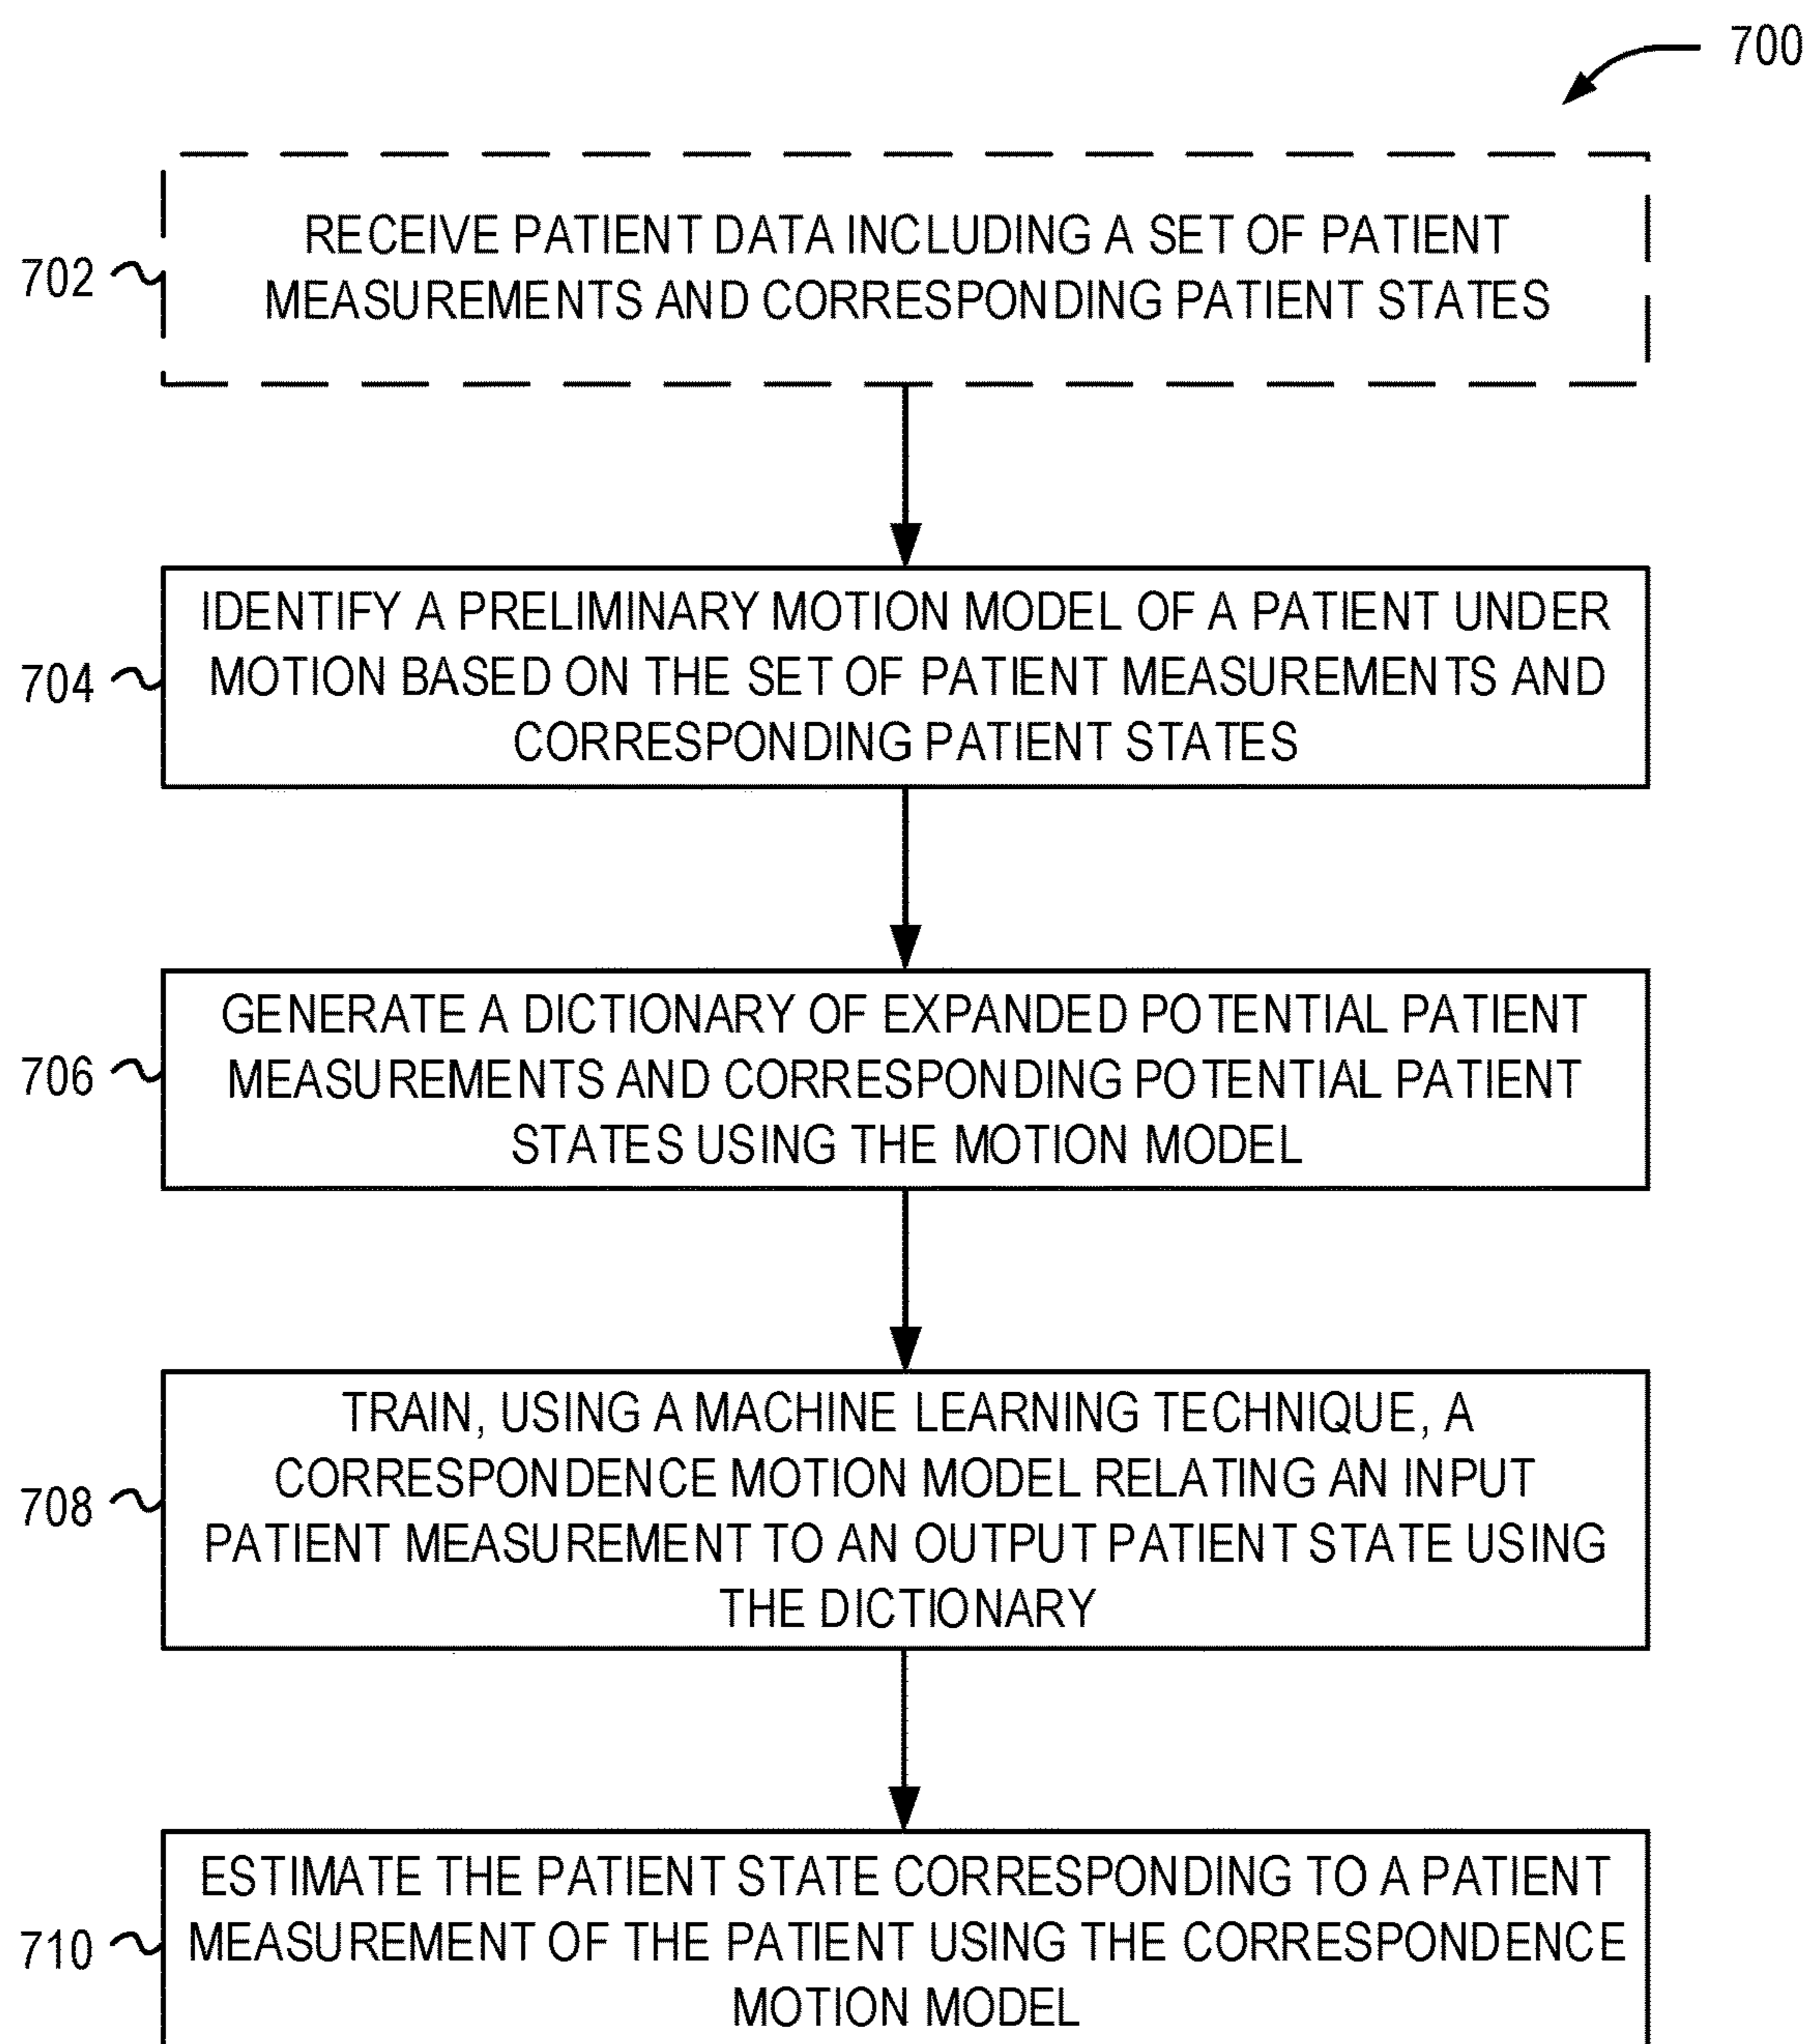 700
702
RECEIVE PATIENT DATA INCLUDING A SET OF PATIENT
MEASUREMENTS AND CORRESPONDING PATIENT STATES
704
IDENTIFY A PRELIMINARY MOTION MODEL OF A PATIENT UNDER
MOTION BASED ON THE SET OF PATIENT MEASUREMENTS AND
CORRESPONDING PATIENT STATES
706
GENERATE A DICTIONARY OF EXPANDED POTENTIAL PATIENT
MEASUREMENTS AND CORRESPONDING POTENTIAL PATIENT
STATES USING THE MOTION MODEL
708
TRAIN, USING A MACHINE LEARNING TECHNIQUE, A
CORRESPONDENCE MOTION MODEL RELATING AN INPUT
PATIENT MEASUREMENT TO AN OUTPUT PATIENT STATE USING
THE DICTIONARY
710
ESTIMATE THE PATIENT STATE CORRESPONDING TO A PATIENT
MEASUREMENT OF THE PATIENT USING THE CORRESPONDENCE
MOTION MODEL